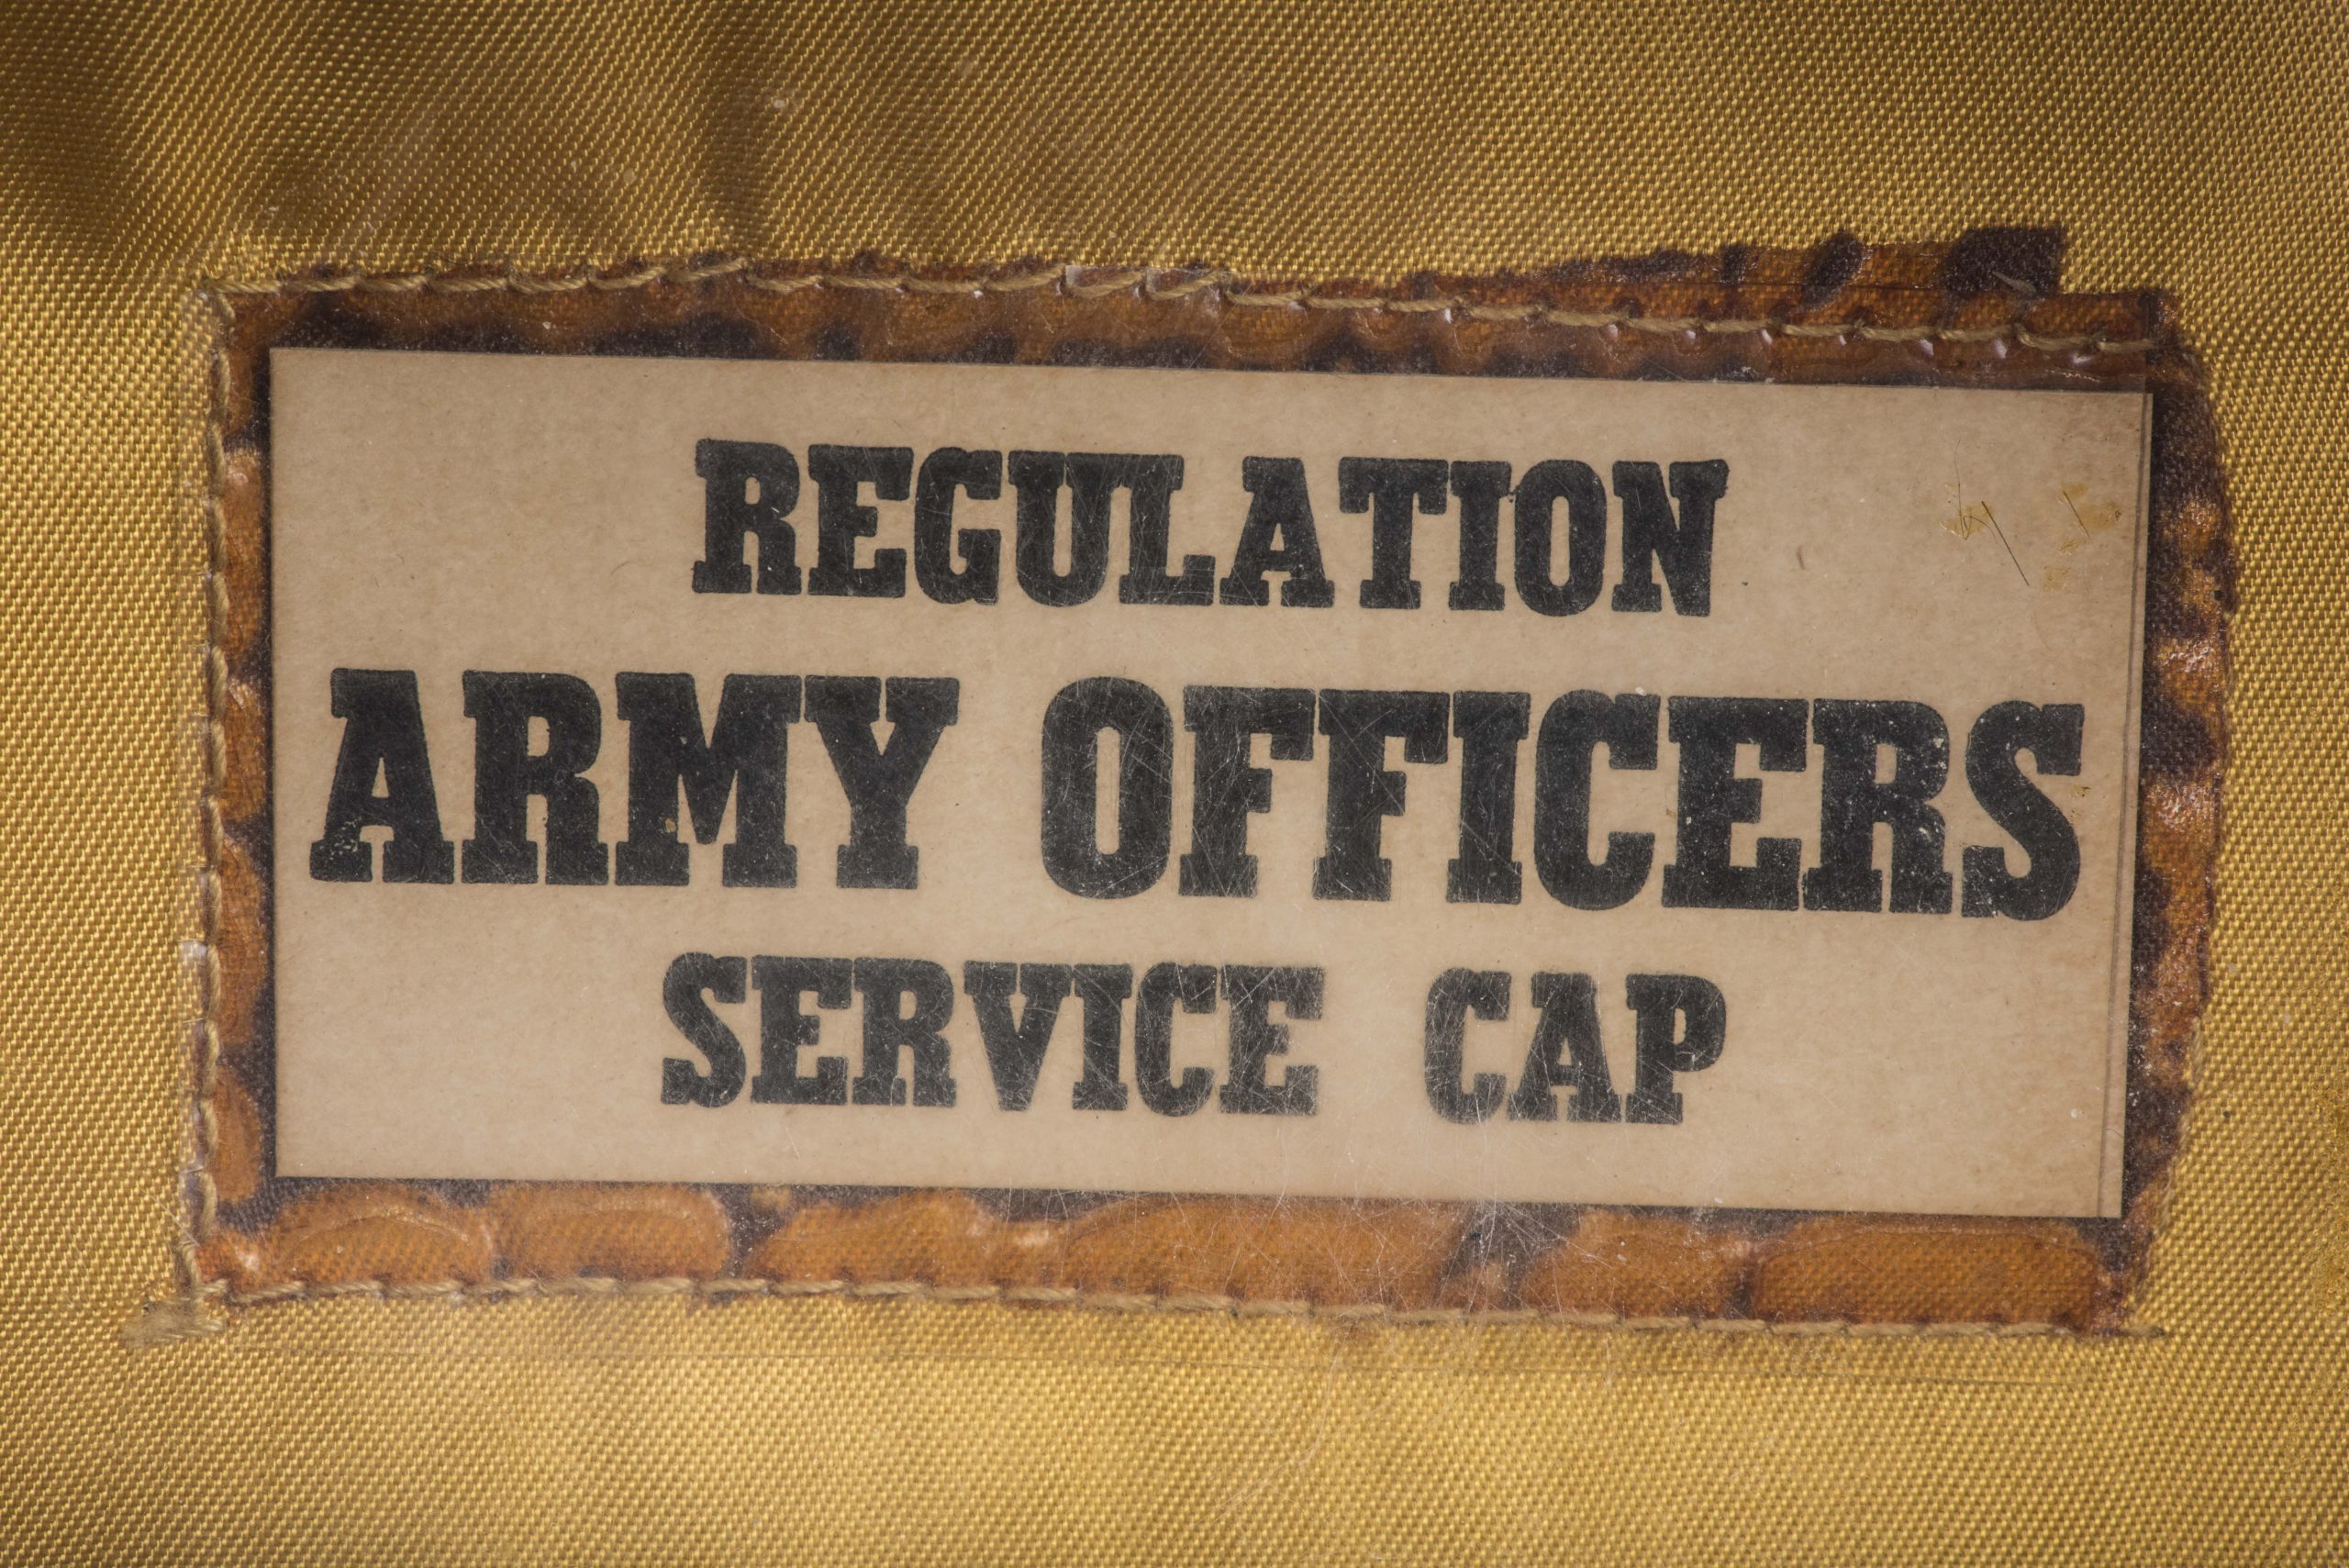 REGULATION
ARMY OFFICERS
SERVICE CAP